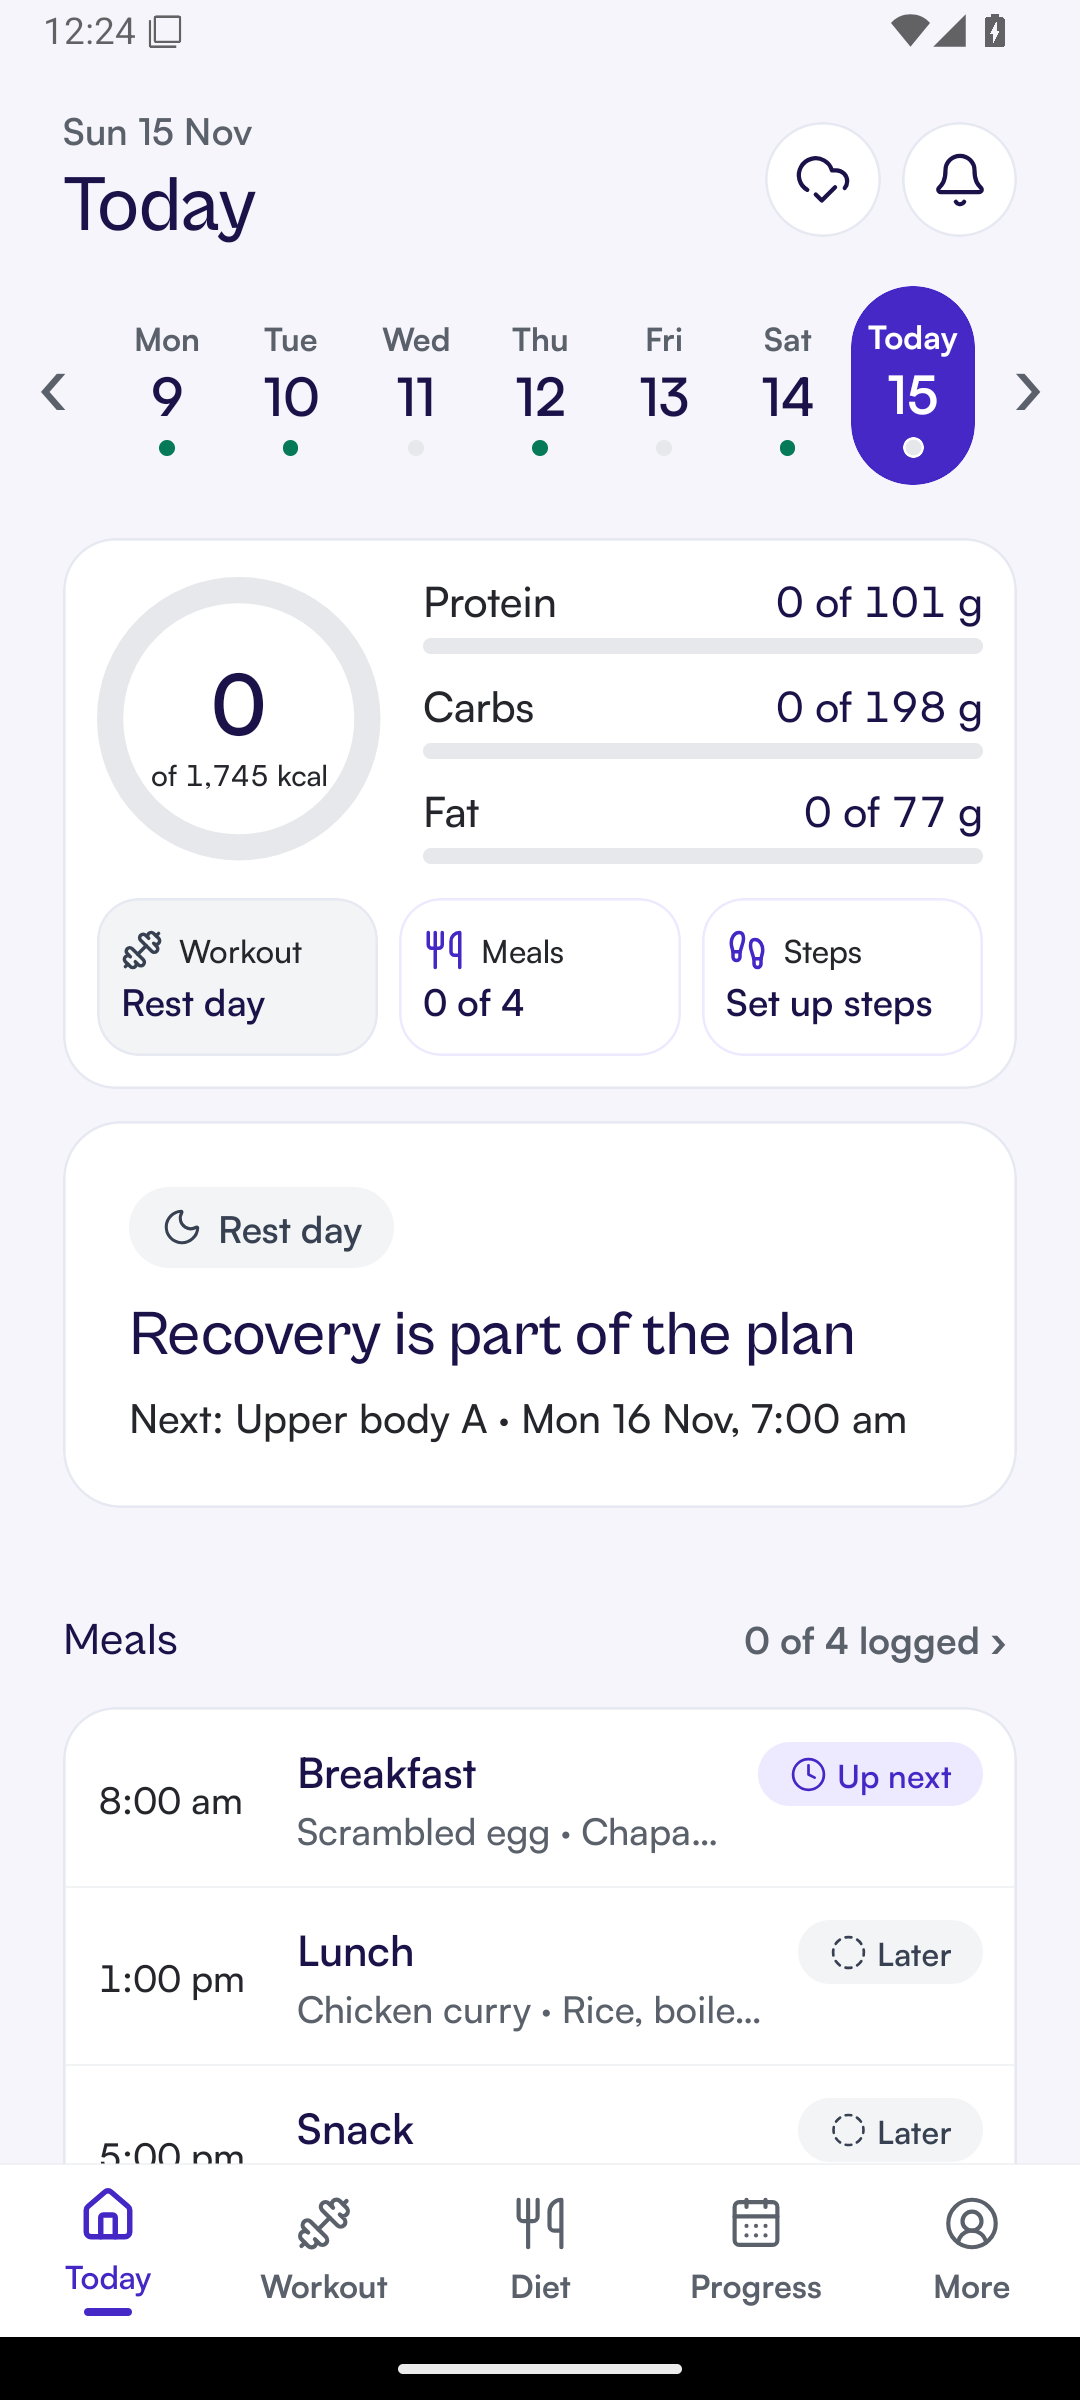 12:24
Sun 15 Nov
Today
Mon Tue Wed Thu Fri Sat Today
‹ 9 10 11 12 13 14 15 ›
Protein 0 of 101 g
0
of 1,745 kcal
Carbs 0 of 198 g
Fat 0 of 77 g
Workout
Rest day
Meals
0 of 4
Steps
Set up steps
Rest day
Recovery is part of the plan
Next: Upper body A · Mon 16 Nov, 7:00 am
Meals 0 of 4 logged ›
8:00 am
Breakfast
Scrambled egg · Chapa...
Up next
1:00 pm
Lunch
Chicken curry · Rice, boile...
Later
5:00 pm
Snack
Later
Today
Workout
Diet
Progress
More